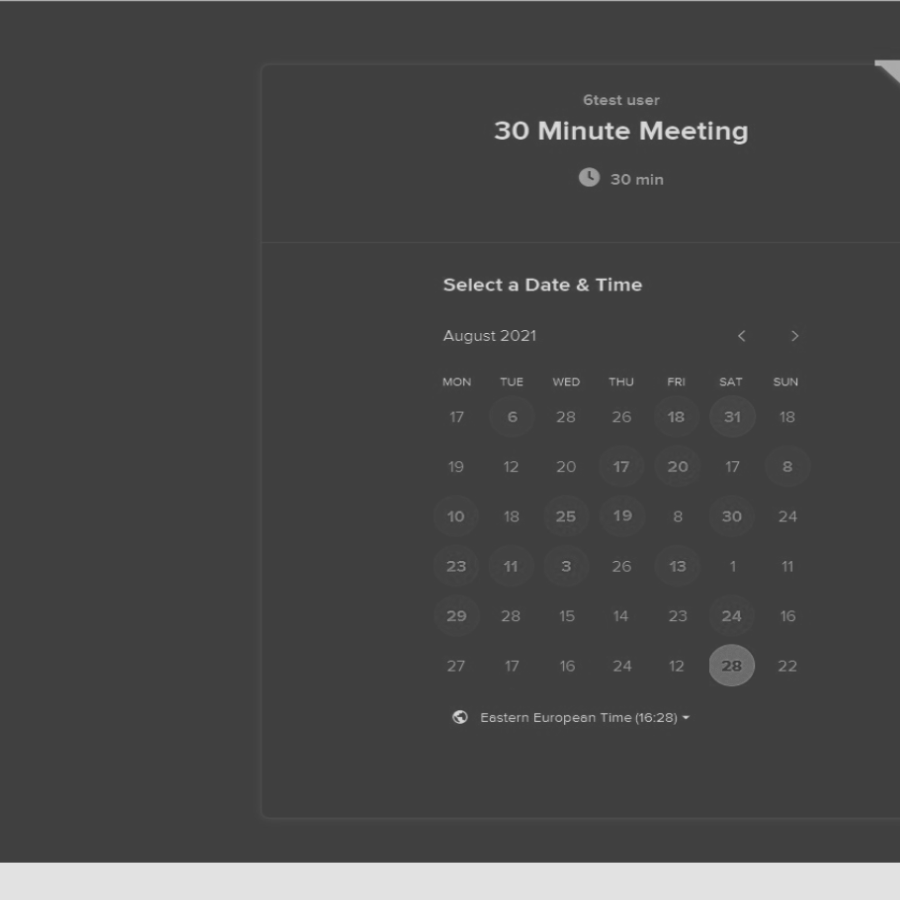 6test user
30 Minute Meeting
30 min
Select a Date & Time
August 2021
MON TUE WED THU FRI SAT SUN
17 6 28 26 18 31 18
19 12 20 17 20 17 8
10 18 25 19 8 30 24
23 11 3 26 13 1 11
29 28 15 14 23 24 16
27 17 16 24 12 28 22
Eastern European Time (16:28)